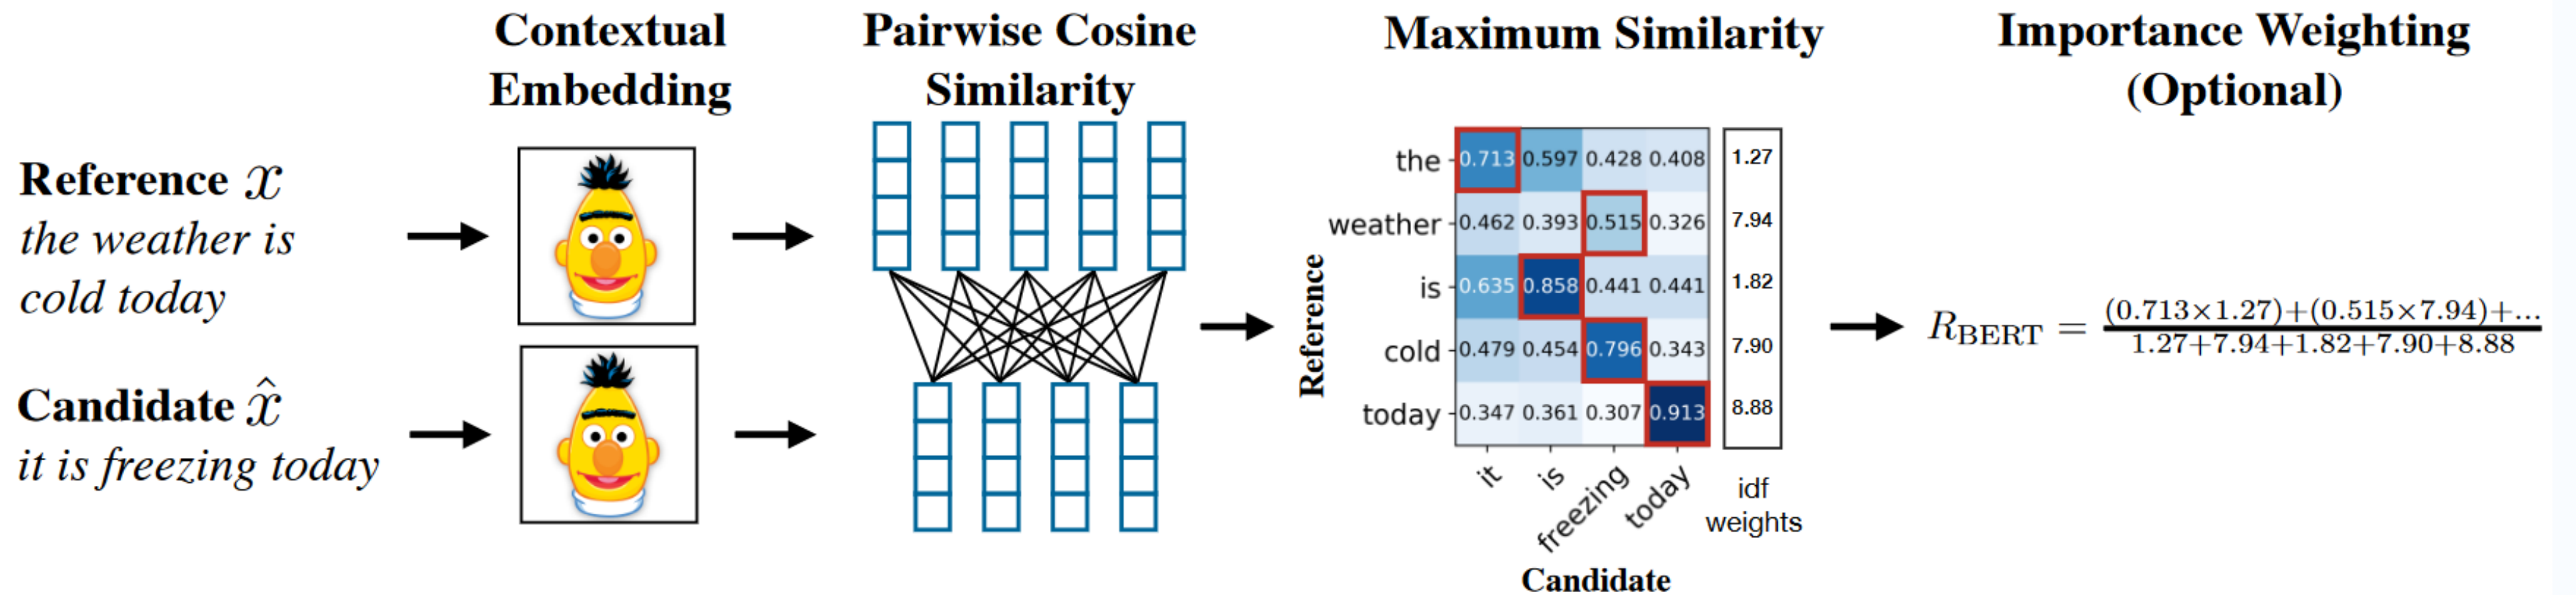 Contextual
Embedding
Pairwise Cosine
Similarity
Maximum Similarity
Importance Weighting
(Optional)
Reference x
the weather is
cold today
Candidate x̂
it is freezing today
Reference
the 0.713 0.597 0.428 0.408 1.27
weather 0.462 0.393 0.515 0.326 7.94
is 0.635 0.858 0.441 0.441 1.82
cold 0.479 0.454 0.796 0.343 7.90
today 0.347 0.361 0.307 0.913 8.88
it is freezing today
idf
weights
Candidate
R_BERT = (0.713×1.27)+(0.515×7.94)+...
1.27+7.94+1.82+7.90+8.88